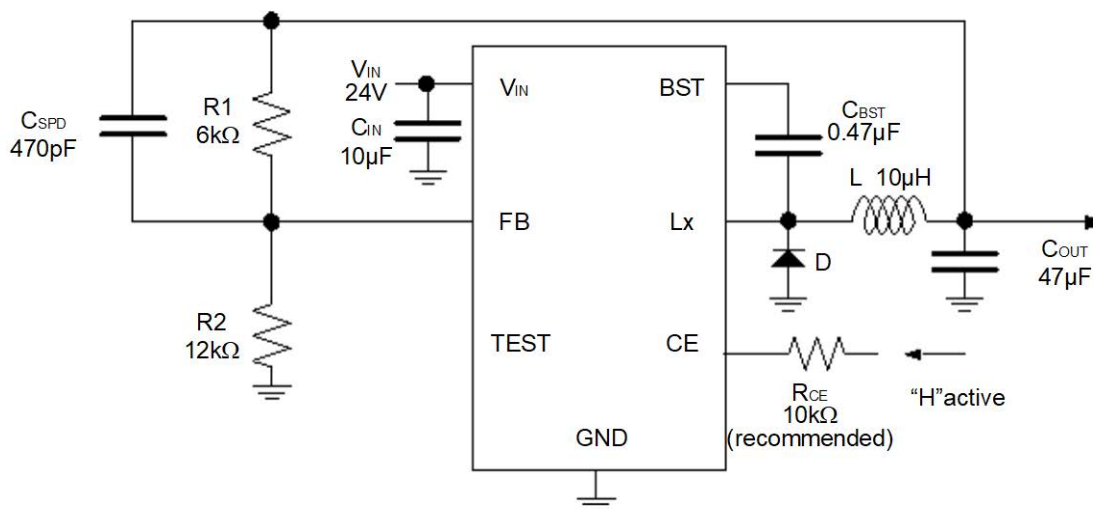 CSPD
470pF
R1
6kΩ
VIN
24V
CIN
10μF
VIN
BST
CBST
0.47μF
L 10μH
FB
Lx
D
COUT
47μF
R2
12kΩ
TEST
CE
RCE
10kΩ
(recommended)
“H”active
GND